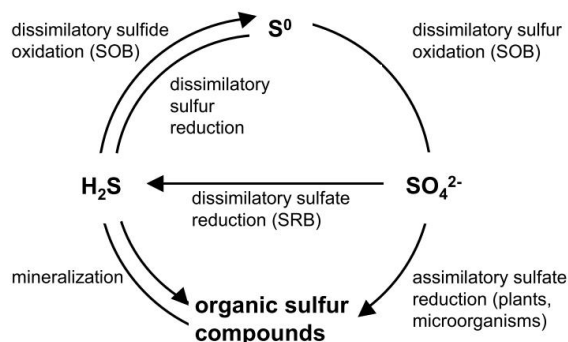 dissimilatory sulfide
oxidation (SOB)
S⁰
dissimilatory sulfur
oxidation (SOB)
dissimilatory
sulfur
reduction
H₂S
SO₄²⁻
dissimilatory sulfate
reduction (SRB)
mineralization
organic sulfur
compounds
assimilatory sulfate
reduction (plants,
microorganisms)